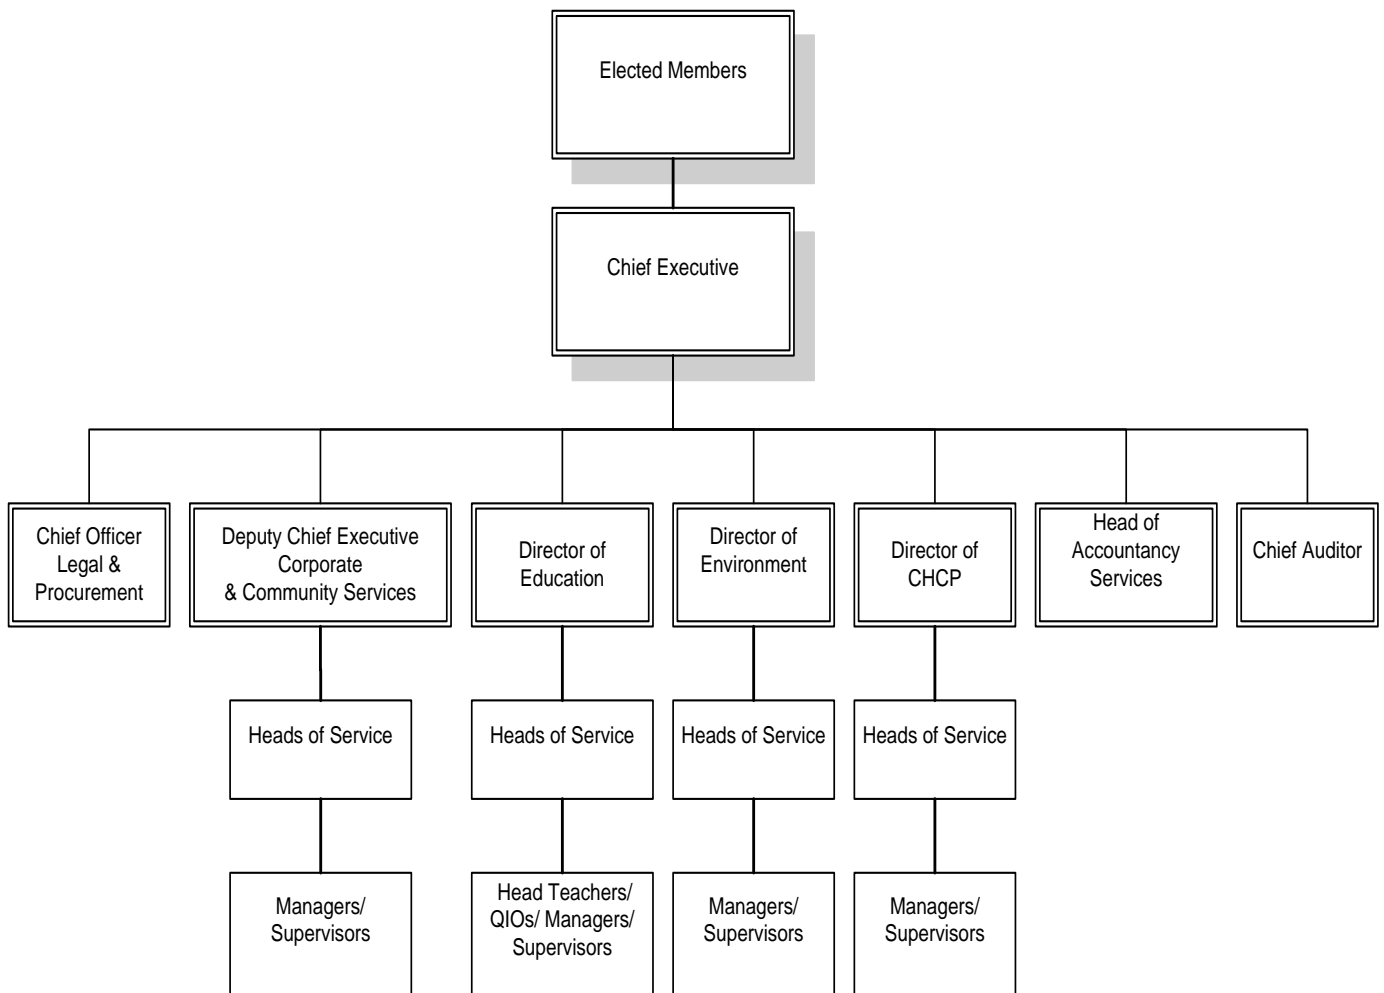 Elected Members
Chief Executive
Chief Officer
Legal &
Procurement
Deputy Chief Executive
Corporate
& Community Services
Director of
Education
Director of
Environment
Director of
CHCP
Head of
Accountancy
Services
Chief Auditor
Heads of Service
Heads of Service
Heads of Service
Heads of Service
Managers/
Supervisors
Head Teachers/
QIOs/ Managers/
Supervisors
Managers/
Supervisors
Managers/
Supervisors